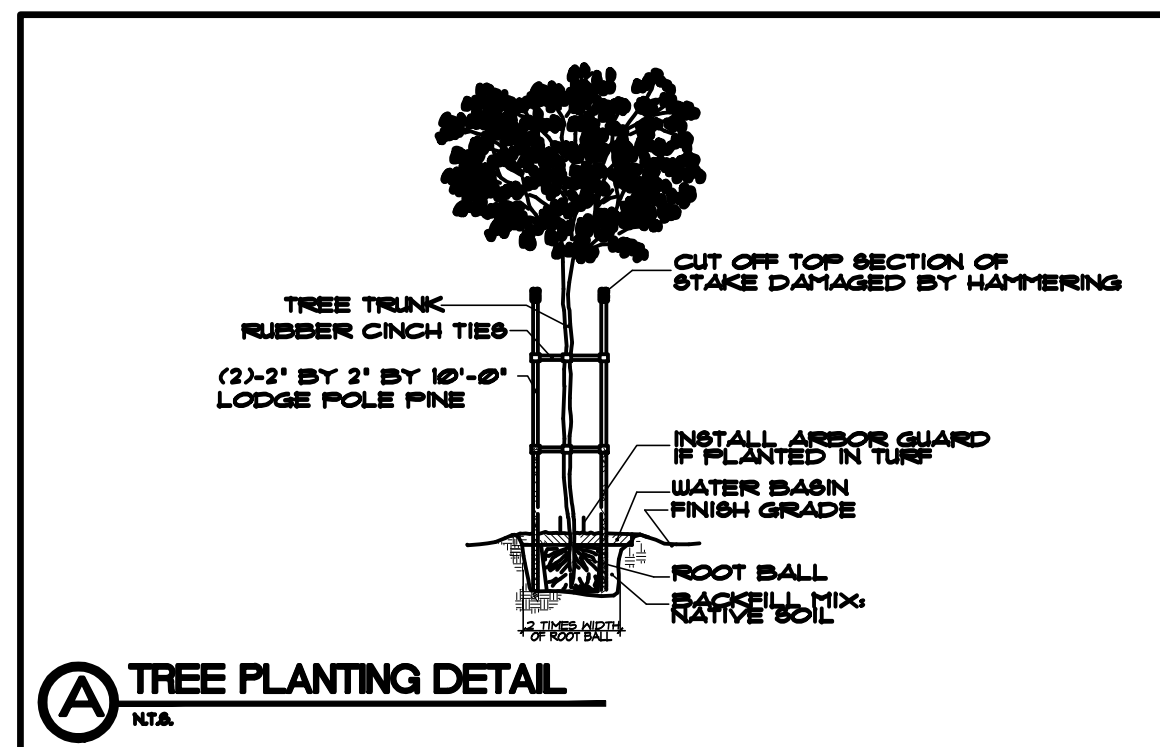 CUT OFF TOP SECTION OF
STAKE DAMAGED BY HAMMERING
TREE TRUNK
RUBBER CINCH TIES
(2)-2" BY 2" BY 10'-0"
LODGE POLE PINE
INSTALL ARBOR GUARD
IF PLANTED IN TURF
WATER BASIN
FINISH GRADE
ROOT BALL
BACKFILL MIX:
NATIVE SOIL
2 TIMES WIDTH
OF ROOT BALL
A TREE PLANTING DETAIL
N.T.S.